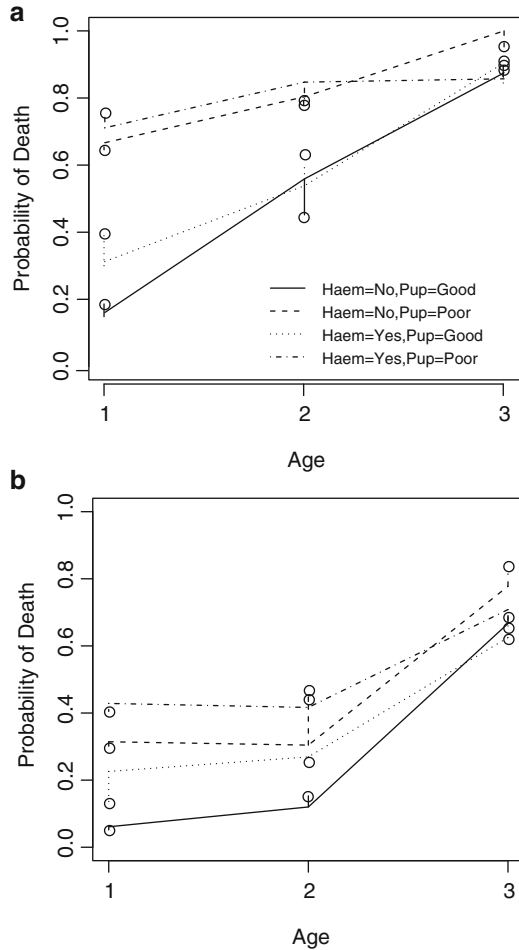 a
1.0
0.8
0.6
0.4
0.2
0.0
Probability of Death
Haem=No,Pup=Good
Haem=No,Pup=Poor
Haem=Yes,Pup=Good
Haem=Yes,Pup=Poor
1 2 3
Age
b
1.0
0.8
0.6
0.4
0.2
0.0
Probability of Death
1 2 3
Age